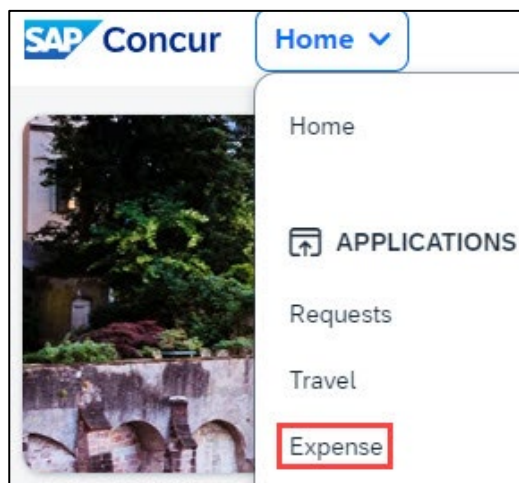 SAP Concur Home
Home
APPLICATIONS
Requests
Travel
Expense